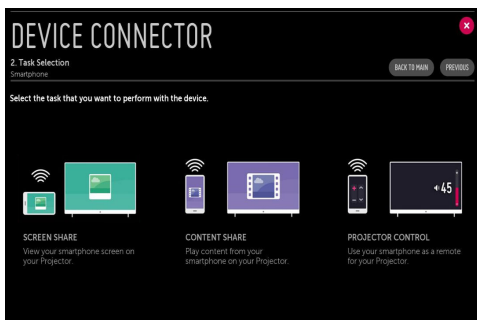 DEVICE CONNECTOR
2. Task Selection
Smartphone
BACK TO MAIN
PREVIOUS
Select the task that you want to perform with the device.
45
SCREEN SHARE
View your smartphone screen on
your Projector.
CONTENT SHARE
Play content from your
smartphone on your Projector.
PROJECTOR CONTROL
Use your smartphone as a remote
for your Projector.